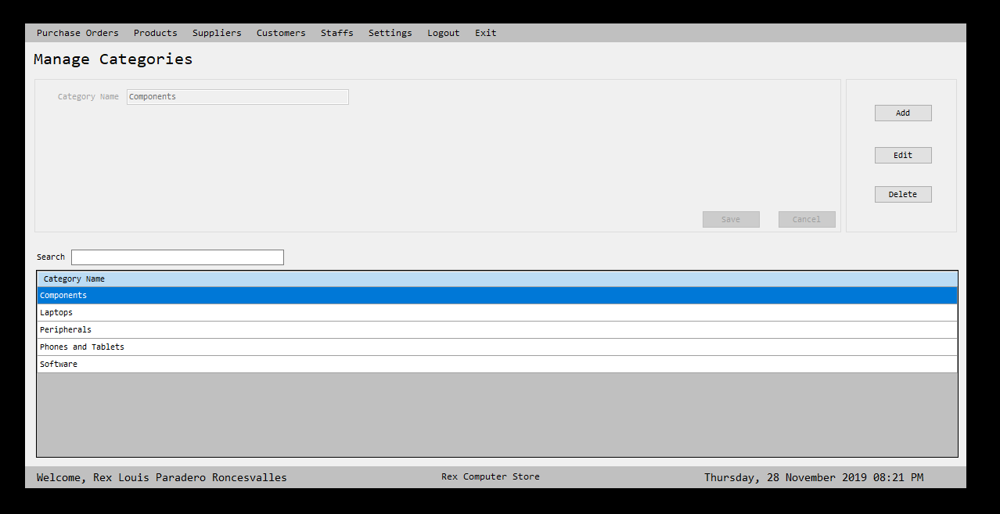 Purchase Orders Products Suppliers Customers Staffs Settings Logout Exit
Manage Categories
Category Name Components
Add
Edit
Delete
Save Cancel
Search
Category Name
Components
Laptops
Peripherals
Phones and Tablets
Software
Welcome, Rex Louis Paradero Roncesvalles Rex Computer Store Thursday, 28 November 2019 08:21 PM